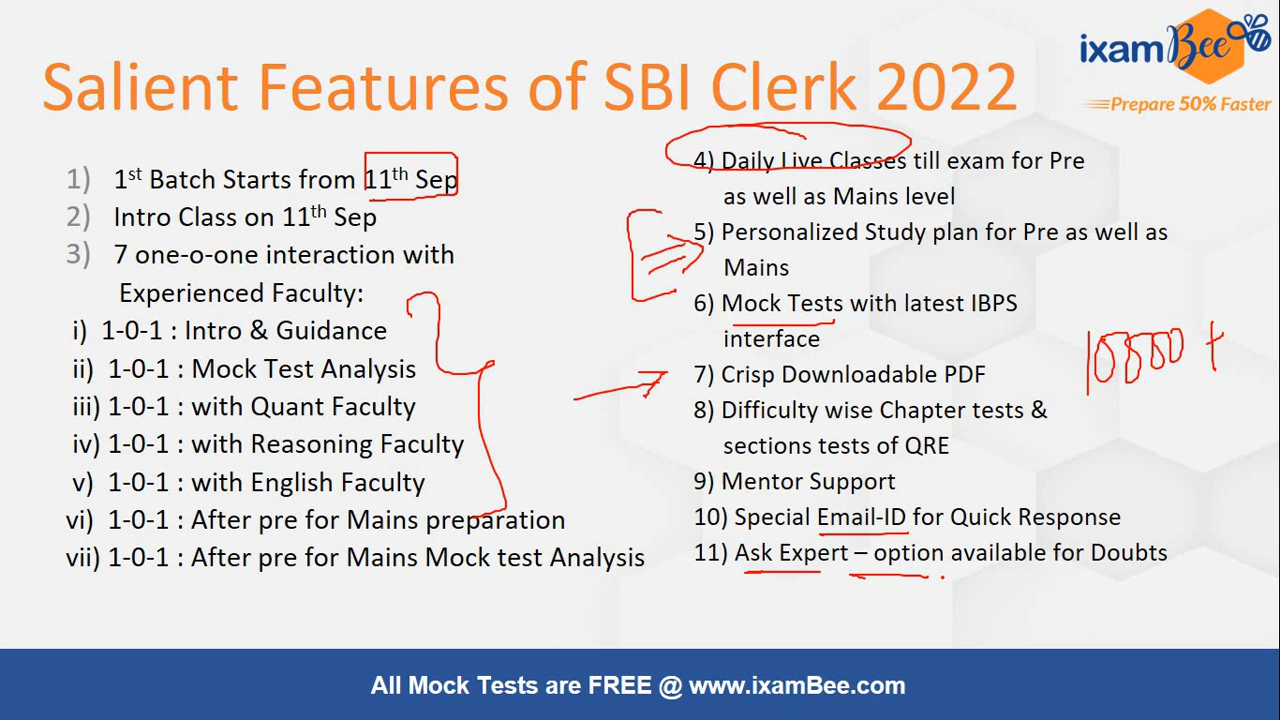 ixamBee
Prepare 50% Faster
Salient Features of SBI Clerk 2022
1) 1st Batch Starts from 11th Sep
2) Intro Class on 11th Sep
3) 7 one-o-one interaction with
Experienced Faculty:
i) 1-0-1 : Intro & Guidance
ii) 1-0-1 : Mock Test Analysis
iii) 1-0-1 : with Quant Faculty
iv) 1-0-1 : with Reasoning Faculty
v) 1-0-1 : with English Faculty
vi) 1-0-1 : After pre for Mains preparation
vii) 1-0-1 : After pre for Mains Mock test Analysis
4) Daily Live Classes till exam for Pre
as well as Mains level
5) Personalized Study plan for Pre as well as
Mains
6) Mock Tests with latest IBPS
interface
7) Crisp Downloadable PDF
8) Difficulty wise Chapter tests &
sections tests of QRE
9) Mentor Support
10) Special Email-ID for Quick Response
11) Ask Expert – option available for Doubts
All Mock Tests are FREE @ www.ixamBee.com